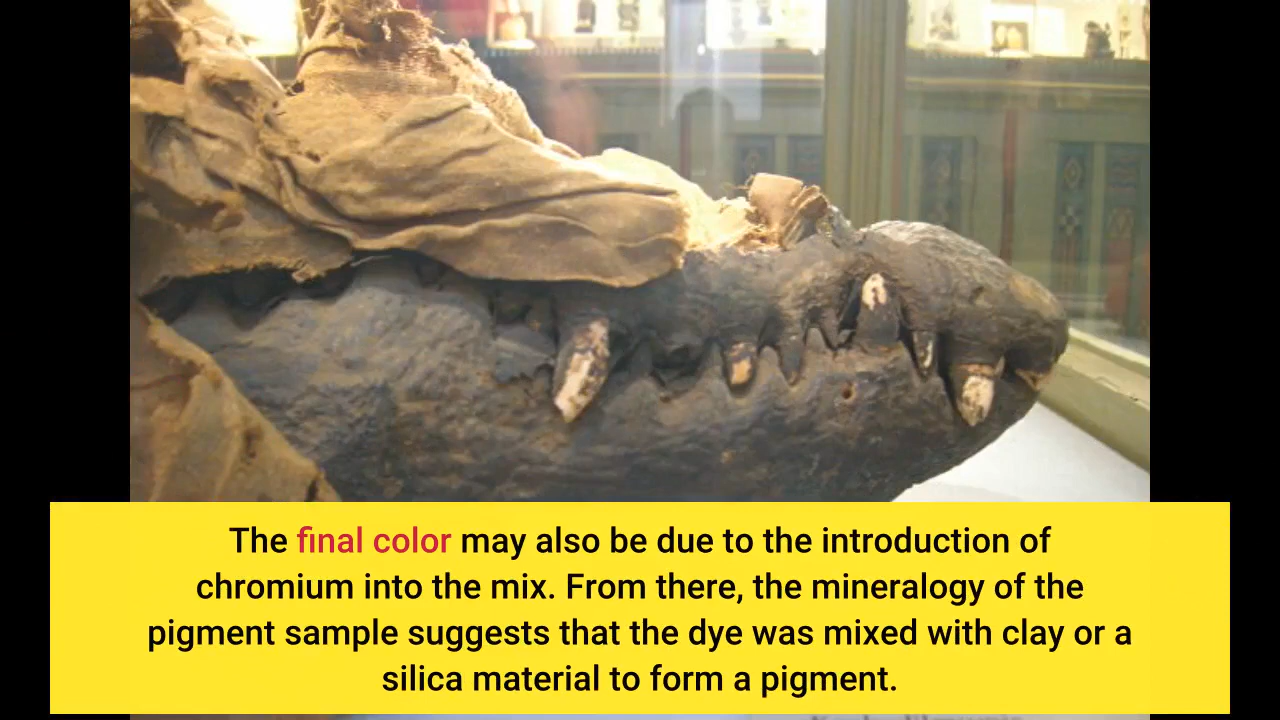 The final color may also be due to the introduction of
chromium into the mix. From there, the mineralogy of the
pigment sample suggests that the dye was mixed with clay or a
silica material to form a pigment.